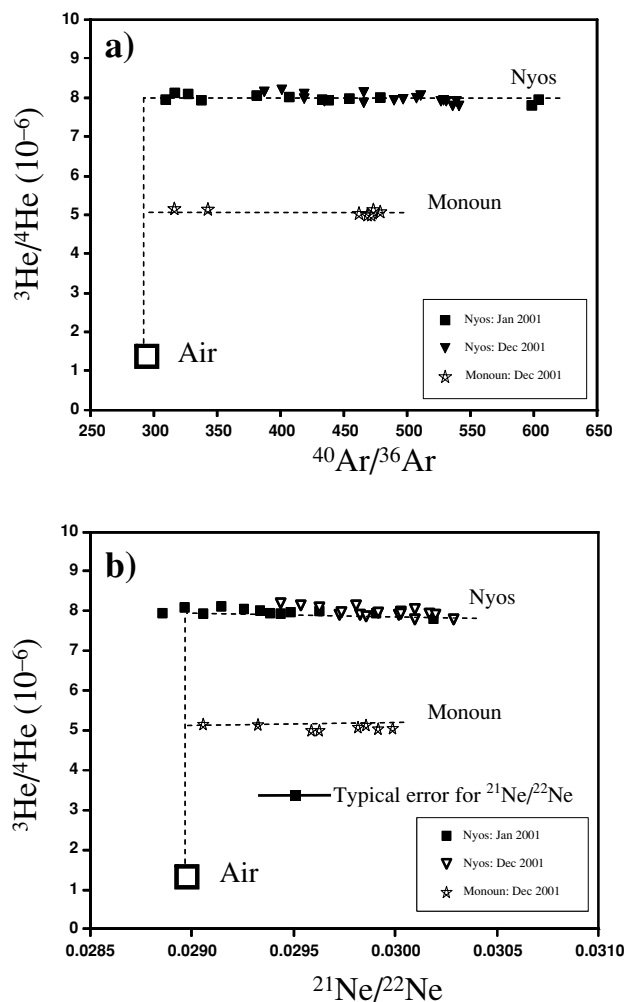 a)
10
9
8
7
6
5
4
3
2
1
0
³He/⁴He (10⁻⁶)
Nyos
Monoun
Air
Nyos: Jan 2001
Nyos: Dec 2001
Monoun: Dec 2001
250 300 350 400 450 500 550 600 650
⁴⁰Ar/³⁶Ar
b)
10
9
8
7
6
5
4
3
2
1
0
³He/⁴He (10⁻⁶)
Nyos
Monoun
Typical error for ²¹Ne/²²Ne
Air
Nyos: Jan 2001
Nyos: Dec 2001
Monoun: Dec 2001
0.0285 0.0290 0.0295 0.0300 0.0305 0.0310
²¹Ne/²²Ne